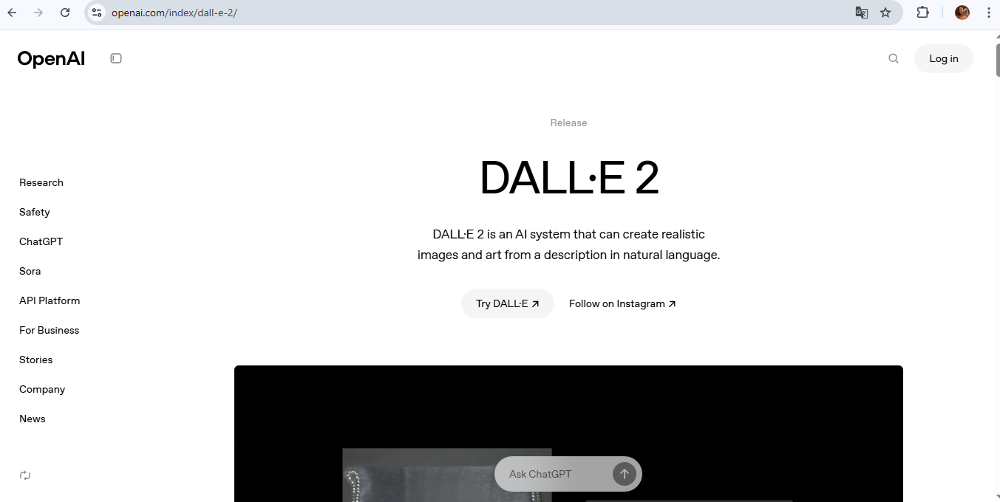 openai.com/index/dall-e-2/
OpenAI
Log in
Release
DALL·E 2
DALL·E 2 is an AI system that can create realistic
images and art from a description in natural language.
Try DALL·E ↗
Follow on Instagram ↗
Research
Safety
ChatGPT
Sora
API Platform
For Business
Stories
Company
News
Ask ChatGPT